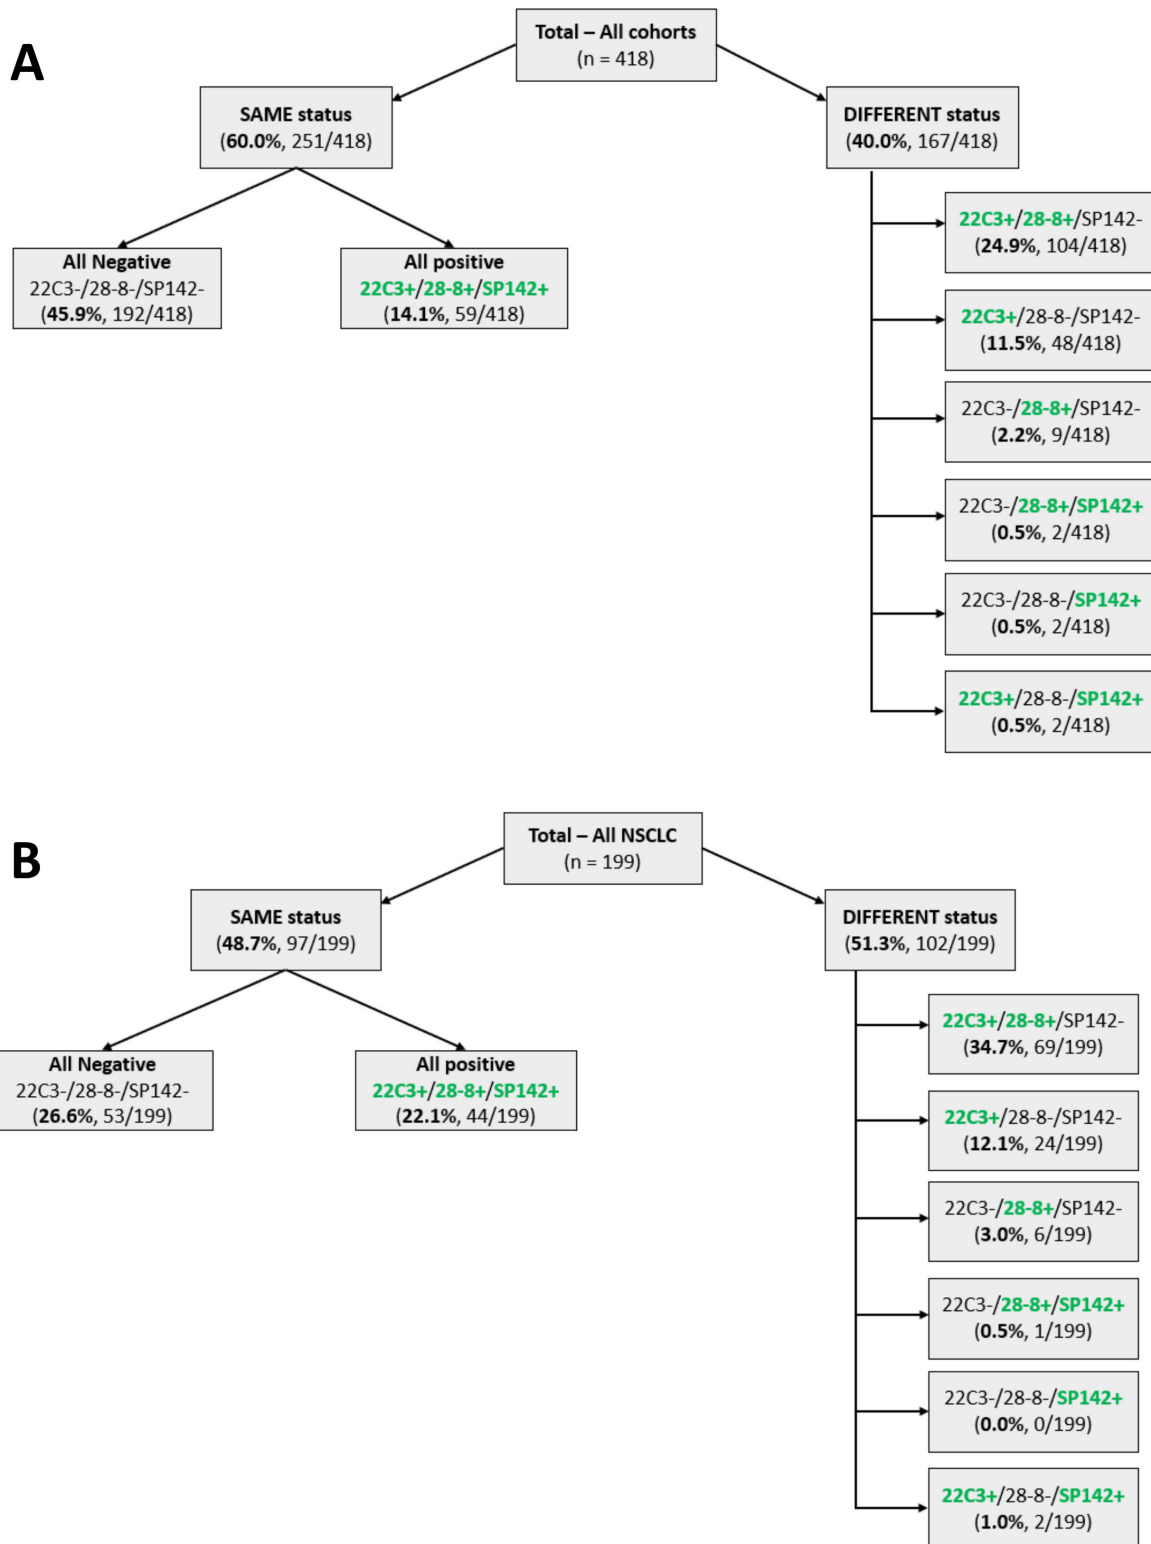 A
Total – All cohorts
(n = 418)
SAME status
(60.0%, 251/418)
DIFFERENT status
(40.0%, 167/418)
All Negative
22C3-/28-8-/SP142-
(45.9%, 192/418)
All positive
22C3+/28-8+/SP142+
(14.1%, 59/418)
22C3+/28-8+/SP142-
(24.9%, 104/418)
22C3+/28-8-/SP142-
(11.5%, 48/418)
22C3-/28-8+/SP142-
(2.2%, 9/418)
22C3-/28-8+/SP142+
(0.5%, 2/418)
22C3-/28-8-/SP142+
(0.5%, 2/418)
22C3+/28-8-/SP142+
(0.5%, 2/418)
B
Total – All NSCLC
(n = 199)
SAME status
(48.7%, 97/199)
DIFFERENT status
(51.3%, 102/199)
All Negative
22C3-/28-8-/SP142-
(26.6%, 53/199)
All positive
22C3+/28-8+/SP142+
(22.1%, 44/199)
22C3+/28-8+/SP142-
(34.7%, 69/199)
22C3+/28-8-/SP142-
(12.1%, 24/199)
22C3-/28-8+/SP142-
(3.0%, 6/199)
22C3-/28-8+/SP142+
(0.5%, 1/199)
22C3-/28-8-/SP142+
(0.0%, 0/199)
22C3+/28-8-/SP142+
(1.0%, 2/199)